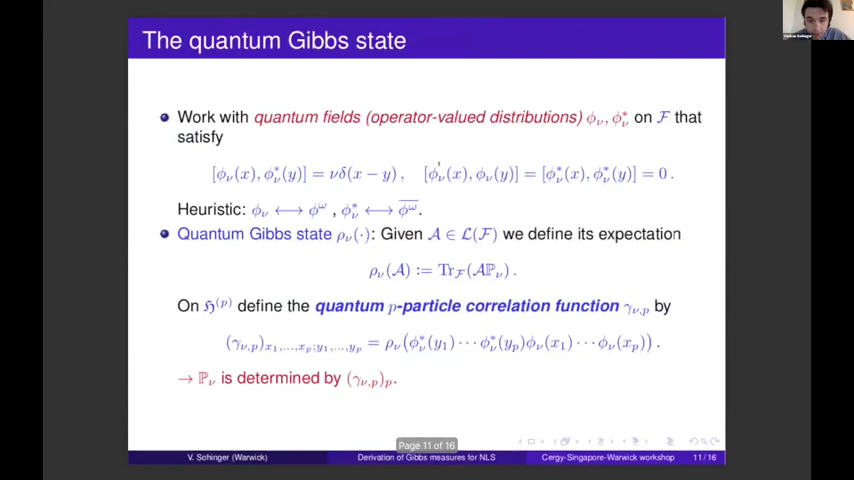 The quantum Gibbs state
Work with quantum fields (operator-valued distributions) ϕ_ν, ϕ*_ν on F that
satisfy
[ϕ_ν(x), ϕ*_ν(y)] = νδ(x − y) , [ϕ_ν(x), ϕ_ν(y)] = [ϕ*_ν(x), ϕ*_ν(y)] = 0 .
Heuristic: ϕ_ν ⟷ ϕ^ω , ϕ*_ν ⟷ \overline{ϕ^ω}.
Quantum Gibbs state ρ_ν(·): Given 𝒜 ∈ ℒ(ℱ) we define its expectation
ρ_ν(𝒜) := Tr_ℱ(𝒜ℙ_ν) .
On ℌ^(p) define the quantum p-particle correlation function γ_{ν,p} by
(γ_{ν,p})_{x_1,...,x_p;y_1,...,y_p} = ρ_ν(ϕ*_ν(y_1) ··· ϕ*_ν(y_p)ϕ_ν(x_1) ··· ϕ_ν(x_p)) .
→ ℙ_ν is determined by (γ_{ν,p})_p.
Page 11 of 16
V. Sohinger (Warwick) Derivation of Gibbs measures for NLS Cergy-Singapore-Warwick workshop 11 / 16